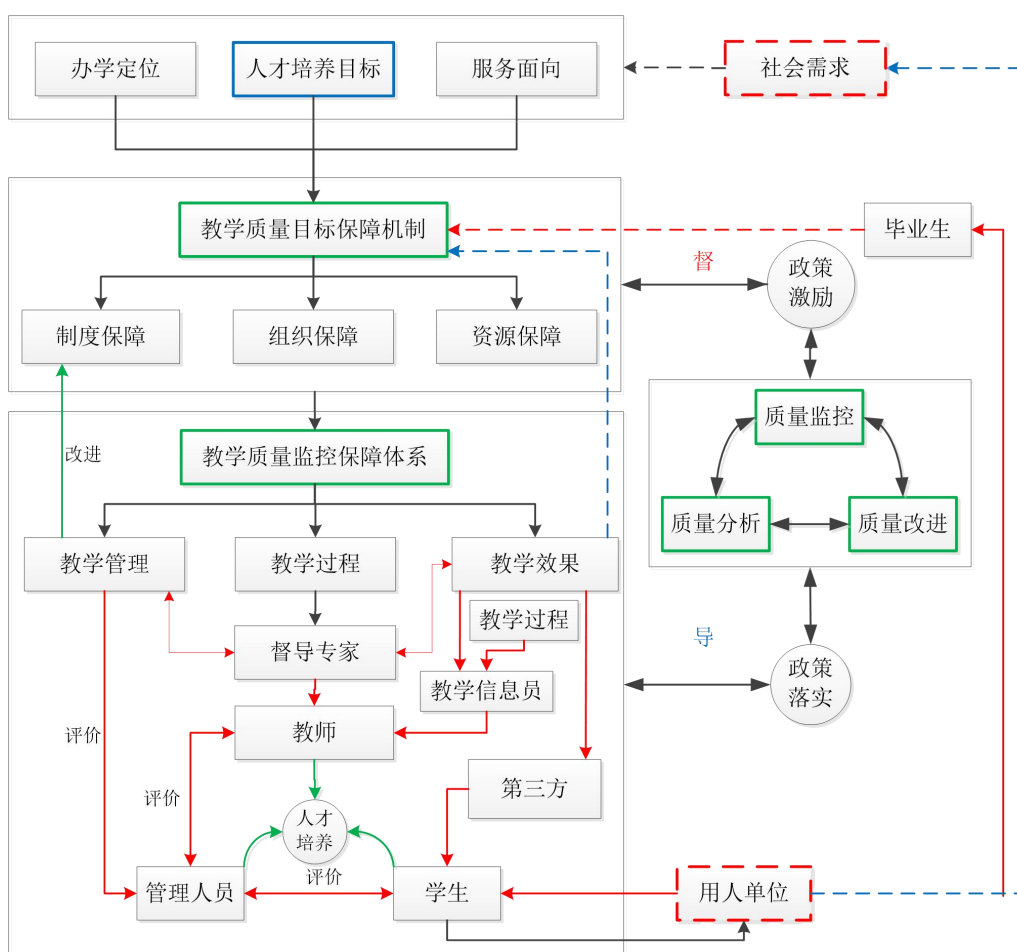 办学定位
人才培养目标
服务面向
社会需求
教学质量目标保障机制
毕业生
督
政策
激励
制度保障
组织保障
资源保障
质量监控
改进
教学质量监控保障体系
质量分析
质量改进
教学管理
教学过程
教学效果
教学过程
督导专家
导
教学信息员
政策
落实
评价
教师
第三方
评价
人才
培养
评价
管理人员
学生
用人单位